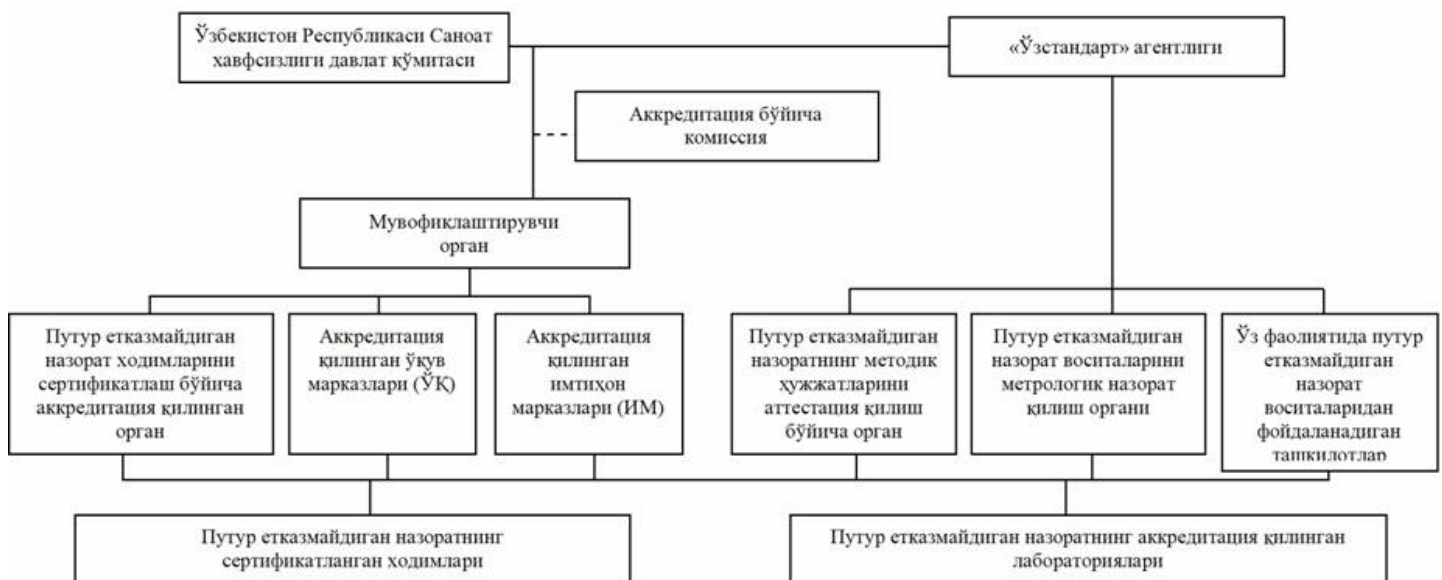 Ўзбекистон Республикаси Саноат
хавфсизлиги давлат қўмитаси
«Ўзстандарт» агентлиги
Аккредитация бўйича
комиссия
Мувофиқлаштирувчи
орган
Путур етказмайдиган
назорат ходимларини
сертификатлаш бўйича
аккредитация қилинган
орган
Аккредитация
қилинган ўқув
марказлари (ЎҚ)
Аккредитация
қилинган
имтиҳон
марказлари (ИМ)
Путур етказмайдиган
назоратнинг методик
ҳужжатларини
аттестация қилиш
бўйича орган
Путур етказмайдиган
назорат воситаларини
метрологик назорат
қилиш органи
Ўз фаолиятида путур
етказмайдиган
назорат
воситаларидан
фойдаланадиган
ташкилотлар
Путур етказмайдиган назоратнинг
сертификатланган ходимлари
Путур етказмайдиган назоратнинг аккредитация қилинган
лабораториялари